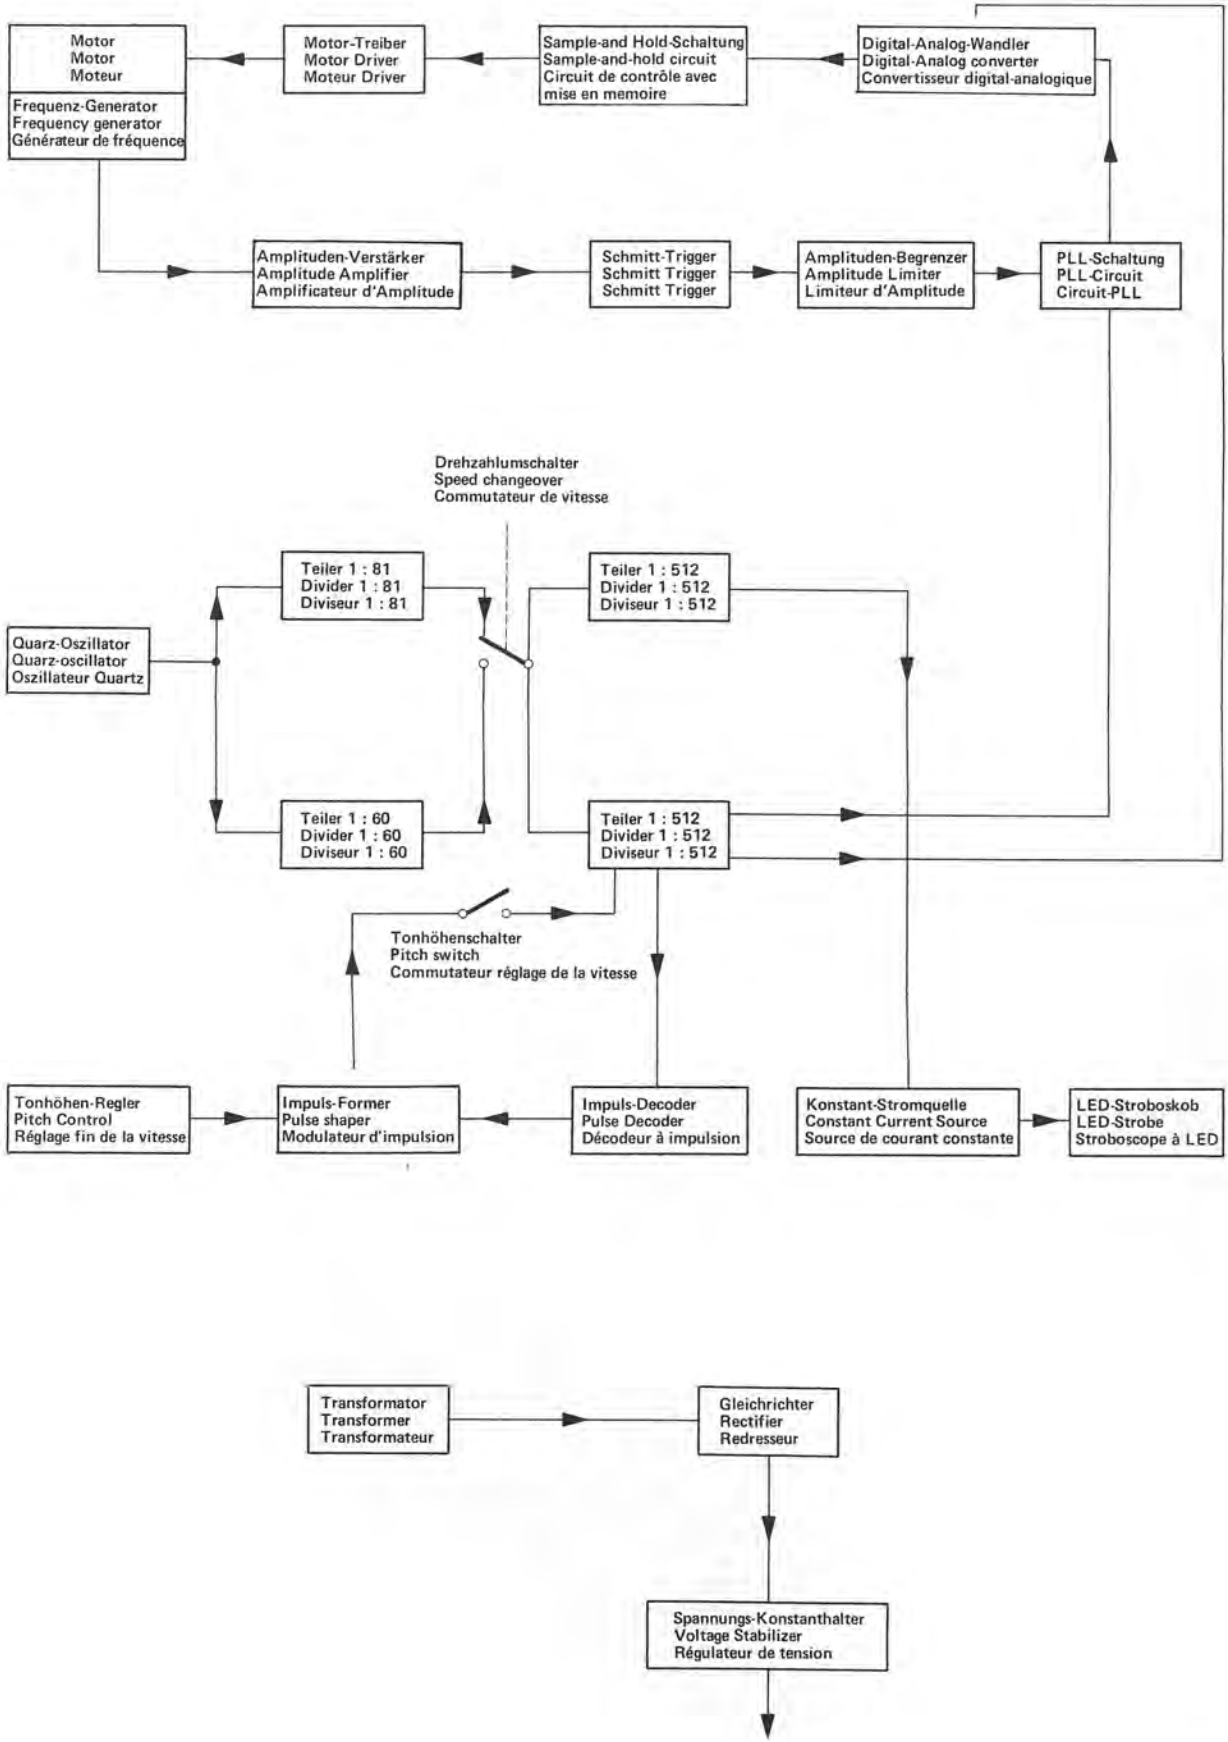 Motor
Motor
Moteur
Frequenz-Generator
Frequency generator
Générateur de fréquence
Motor-Treiber
Motor Driver
Moteur Driver
Sample-and Hold-Schaltung
Sample-and-hold circuit
Circuit de contrôle avec
mise en memoire
Digital-Analog-Wandler
Digital-Analog converter
Convertisseur digital-analogique
Amplituden-Verstärker
Amplitude Amplifier
Amplificateur d'Amplitude
Schmitt-Trigger
Schmitt Trigger
Schmitt Trigger
Amplituden-Begrenzer
Amplitude Limiter
Limiteur d'Amplitude
PLL-Schaltung
PLL-Circuit
Circuit-PLL
Drehzahlumschalter
Speed changeover
Commutateur de vitesse
Teiler 1 : 81
Divider 1 : 81
Diviseur 1 : 81
Teiler 1 : 512
Divider 1 : 512
Diviseur 1 : 512
Quarz-Oszillator
Quarz-oscillator
Oszillateur Quartz
Teiler 1 : 60
Divider 1 : 60
Diviseur 1 : 60
Teiler 1 : 512
Divider 1 : 512
Diviseur 1 : 512
Tonhöhenschalter
Pitch switch
Commutateur réglage de la vitesse
Tonhöhen-Regler
Pitch Control
Réglage fin de la vitesse
Impuls-Former
Pulse shaper
Modulateur d'impulsion
Impuls-Decoder
Pulse Decoder
Décodeur à impulsion
Konstant-Stromquelle
Constant Current Source
Source de courant constante
LED-Stroboskob
LED-Strobe
Stroboscope à LED
Transformator
Transformer
Transformateur
Gleichrichter
Rectifier
Redresseur
Spannungs-Konstanthalter
Voltage Stabilizer
Régulateur de tension